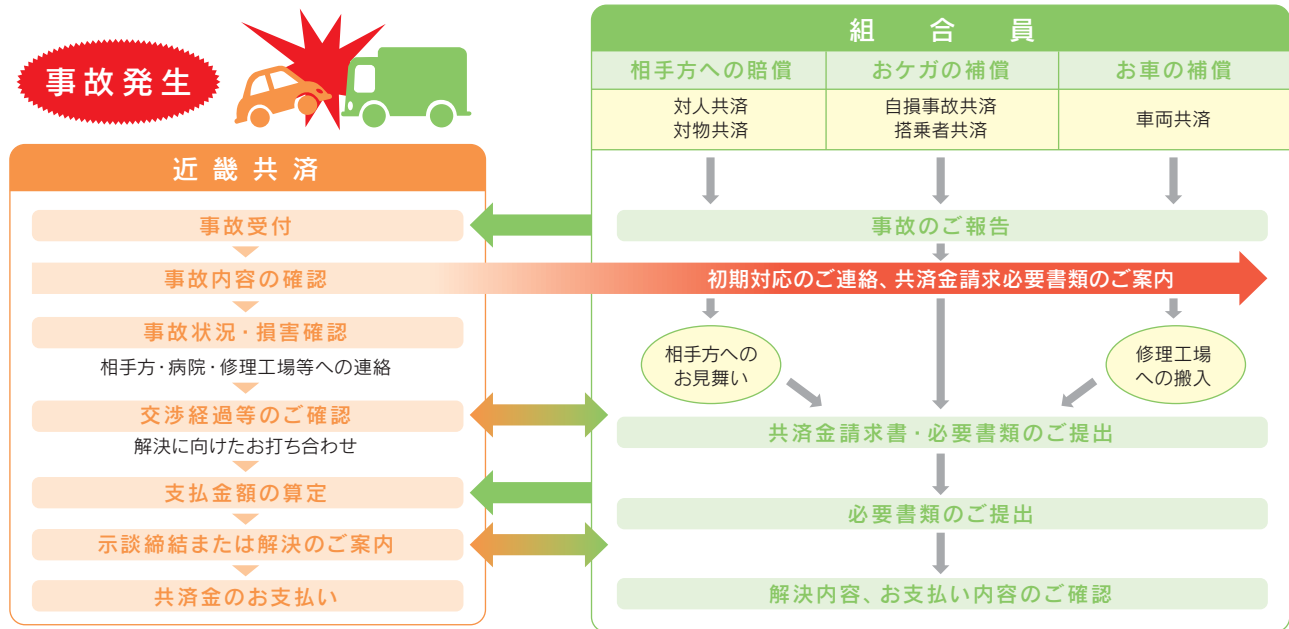 事故発生
近畿共済
事故受付
事故内容の確認
事故状況・損害確認
相手方・病院・修理工場等への連絡
交渉経過等のご確認
解決に向けたお打ち合わせ
支払金額の算定
示談締結または解決のご案内
共済金のお支払い
組合員
相手方への賠償
おケガの補償
お車の補償
対人共済
対物共済
自損事故共済
搭乗者共済
車両共済
事故のご報告
初期対応のご連絡、共済金請求必要書類のご案内
相手方への
お見舞い
修理工場
への搬入
共済金請求書・必要書類のご提出
必要書類のご提出
解決内容、お支払い内容のご確認